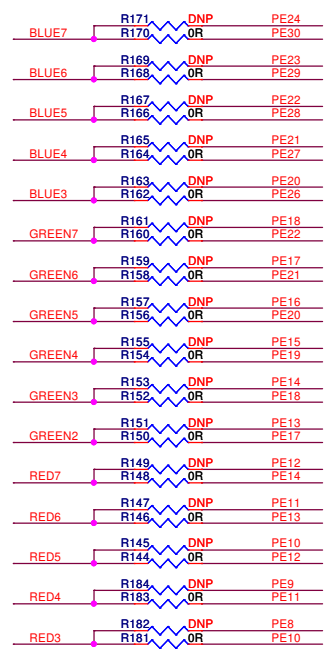 R171 DNP PE24
BLUE7 R170 0R PE30
R169 DNP PE23
BLUE6 R168 0R PE29
R167 DNP PE22
BLUE5 R166 0R PE28
R165 DNP PE21
BLUE4 R164 0R PE27
R163 DNP PE20
BLUE3 R162 0R PE26
R161 DNP PE18
GREEN7 R160 0R PE22
R159 DNP PE17
GREEN6 R158 0R PE21
R157 DNP PE16
GREEN5 R156 0R PE20
R155 DNP PE15
GREEN4 R154 0R PE19
R153 DNP PE14
GREEN3 R152 0R PE18
R151 DNP PE13
GREEN2 R150 0R PE17
R149 DNP PE12
RED7 R148 0R PE14
R147 DNP PE11
RED6 R146 0R PE13
R145 DNP PE10
RED5 R144 0R PE12
R184 DNP PE9
RED4 R183 0R PE11
R182 DNP PE8
RED3 R181 0R PE10